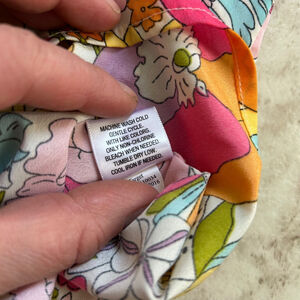 MACHINE WASH COLD
GENTLE CYCLE.
WITH LIKE COLORS.
ONLY NON-CHLORINE
BLEACH WHEN NEEDED.
TUMBLE DRY LOW.
COOL IRON IF NEEDED.
2016